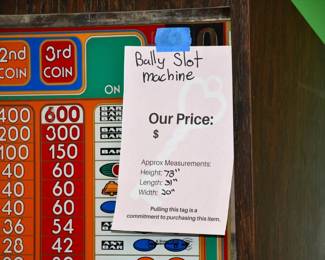 2nd
COIN
3rd
COIN
ON
Bally Slot
machine
Our Price:
$
Approx Measurements:
Height: 73"
Length: 31"
Width: 20"
Pulling this tag is a
commitment to purchasing this item.
400 600
200 300
100 150
40 60
40 60
40 60
36 54
28 42
ANY BAR